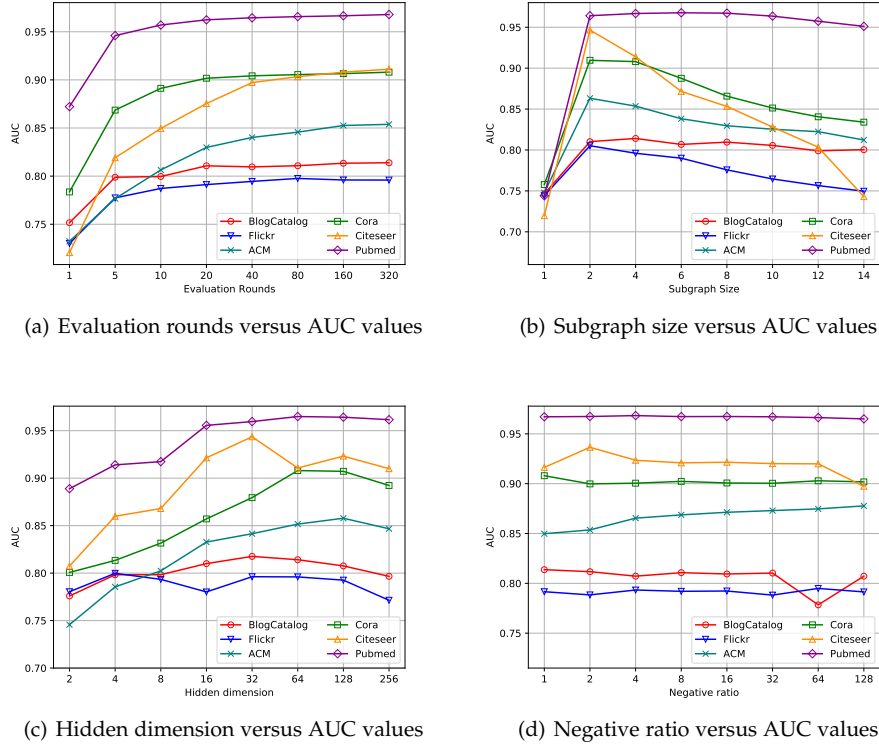 0.95
0.90
0.85
0.80
0.75
AUC
1 5 10 20 40 80 160 320
Evaluation Rounds
BlogCatalog
Flickr
ACM
Cora
Citeseer
Pubmed
(a) Evaluation rounds versus AUC values
0.95
0.90
0.85
0.80
0.75
0.70
AUC
1 2 4 6 8 10 12 14
Subgraph Size
BlogCatalog
Flickr
ACM
Cora
Citeseer
Pubmed
(b) Subgraph size versus AUC values
0.95
0.90
0.85
0.80
0.75
0.70
AUC
2 4 8 16 32 64 128 256
Hidden dimension
BlogCatalog
Flickr
ACM
Cora
Citeseer
Pubmed
(c) Hidden dimension versus AUC values
0.95
0.90
0.85
0.80
0.75
AUC
1 2 4 8 16 32 64 128
Negative ratio
BlogCatalog
Flickr
ACM
Cora
Citeseer
Pubmed
(d) Negative ratio versus AUC values